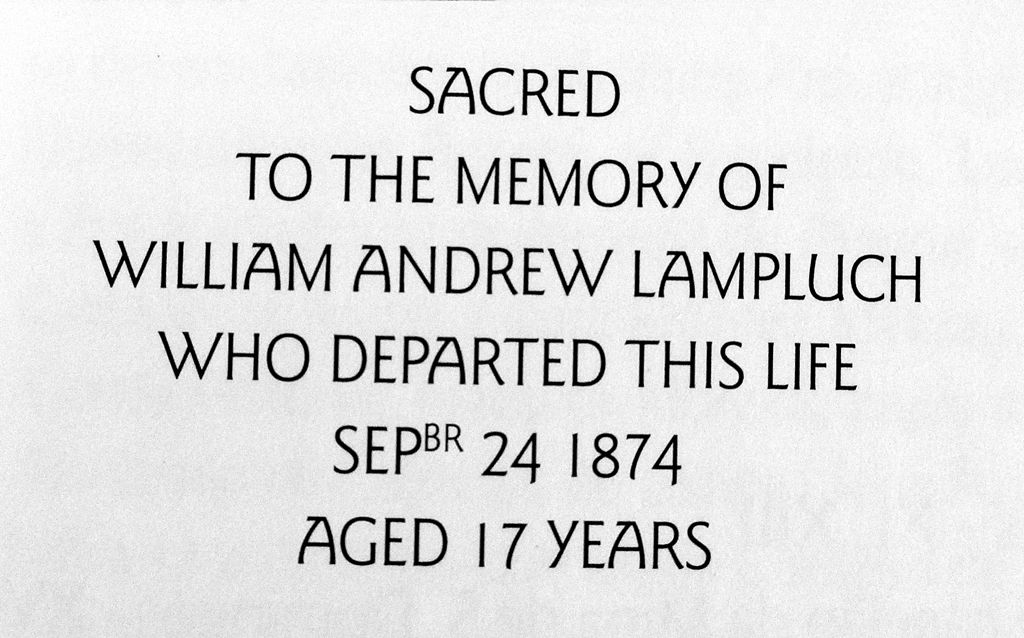 SACRED
TO THE MEMORY OF
WILLIAM ANDREW LAMPLUCH
WHO DEPARTED THIS LIFE
SEPᴮᴿ 24 1874
AGED 17 YEARS